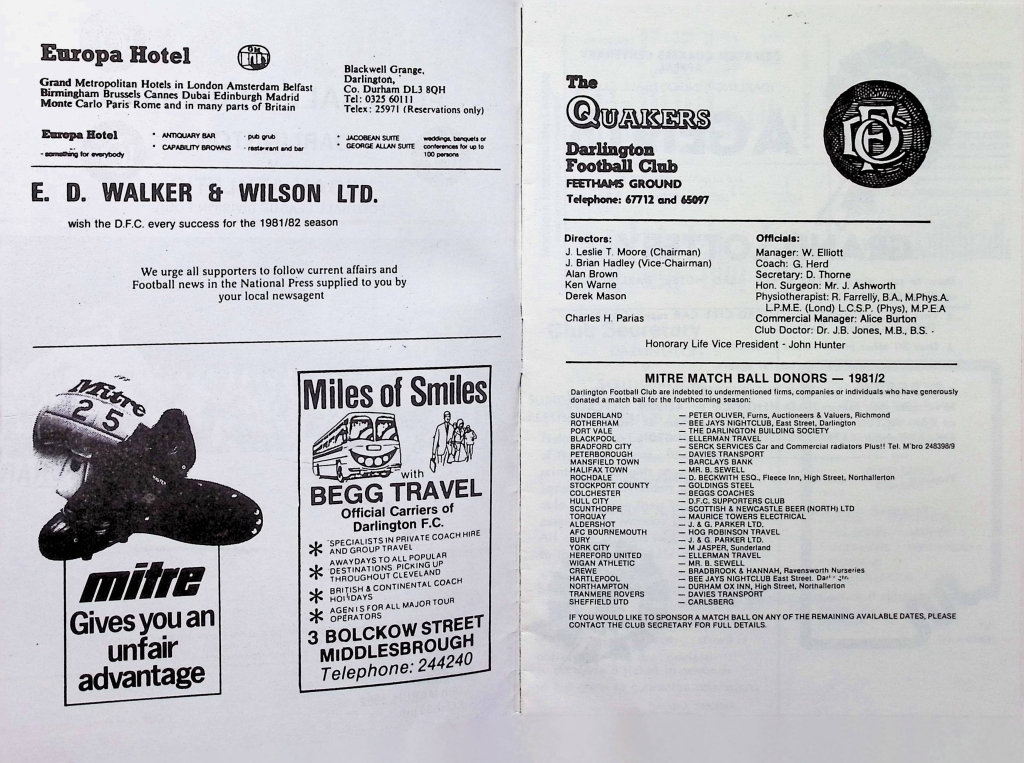 Europa Hotel
Grand Metropolitan Hotels in London Amsterdam Belfast
Birmingham Brussels Cannes Dubai Edinburgh Madrid
Monte Carlo Paris Rome and in many parts of Britain
Blackwell Grange,
Darlington,
Co. Durham DL3 8QH
Tel: 0325 60111
Telex: 25971 (Reservations only)
Europa Hotel
- something for everybody
* ANTIQUARY BAR - pub grub
* CAPABILITY BROWNS - restaurant and bar
* JACOBEAN SUITE
* GEORGE ALLAN SUITE
weddings, banquets or
conferences for up to
100 persons
E. D. WALKER & WILSON LTD.
wish the D.F.C. every success for the 1981/82 season
We urge all supporters to follow current affairs and
Football news in the National Press supplied to you by
your local newsagent
Mitre
2 5
mitre
Gives you an
unfair
advantage
Miles of Smiles
with
BEGG TRAVEL
Official Carriers of
Darlington F.C.
* SPECIALISTS IN PRIVATE COACH HIRE
AND GROUP TRAVEL
* AWAYDAYS TO ALL POPULAR
DESTINATIONS, PICKING UP
THROUGHOUT CLEVELAND
* BRITISH & CONTINENTAL COACH
HOLIDAYS
* AGENTS FOR ALL MAJOR TOUR
OPERATORS
3 BOLCKOW STREET
MIDDLESBROUGH
Telephone: 244240
The
QUAKERS
Darlington
Football Club
FEETHAMS GROUND
Telephone: 67712 and 65097
Directors:
J. Leslie T. Moore (Chairman)
J. Brian Hadley (Vice-Chairman)
Alan Brown
Ken Warne
Derek Mason
Charles H. Parias
Officials:
Manager: W. Elliott
Coach: G. Herd
Secretary: D. Thorne
Hon. Surgeon: Mr. J. Ashworth
Physiotherapist: R. Farrelly, B.A., M.Phys.A.
L.P.M.E. (Lond) L.C.S.P. (Phys), M.P.E.A
Commercial Manager: Alice Burton
Club Doctor: Dr. J.B. Jones, M.B., B.S. -
Honorary Life Vice President - John Hunter
MITRE MATCH BALL DONORS — 1981/2
Darlington Football Club are indebted to undermentioned firms, companies or individuals who have generously
donated a match ball for the fourthcoming season:
SUNDERLAND — PETER OLIVER, Furns, Auctioneers & Valuers, Richmond
ROTHERHAM — BEE JAYS NIGHTCLUB, East Street, Darlington
PORT VALE — THE DARLINGTON BUILDING SOCIETY
BLACKPOOL — ELLERMAN TRAVEL
BRADFORD CITY — SERCK SERVICES Car and Commercial radiators Plus!! Tel. M'bro 248398/9
PETERBOROUGH — DAVIES TRANSPORT
MANSFIELD TOWN — BARCLAYS BANK
HALIFAX TOWN — MR. B. SEWELL
ROCHDALE — D. BECKWITH ESQ., Fleece Inn, High Street, Northallerton
STOCKPORT COUNTY — GOLDINGS STEEL
COLCHESTER — BEGGS COACHES
HULL CITY — D.F.C. SUPPORTERS CLUB
SCUNTHORPE — SCOTTISH & NEWCASTLE BEER (NORTH) LTD
TORQUAY — MAURICE TOWERS ELECTRICAL
ALDERSHOT — J. & G. PARKER LTD.
AFC BOURNEMOUTH — HOG ROBINSON TRAVEL
BURY — J. & G. PARKER LTD.
YORK CITY — M JASPER, Sunderland
HEREFORD UNITED — ELLERMAN TRAVEL
WIGAN ATHLETIC — MR. B. SEWELL
CREWE — BRADBROOK & HANNAH, Ravensworth Nurseries
HARTLEPOOL — BEE JAYS NIGHTCLUB East Street.
NORTHAMPTON — DURHAM OX INN, High Street, Northallerton
TRANMERE ROVERS — DAVIES TRANSPORT
SHEFFIELD UTD — CARLSBERG
IF YOU WOULD LIKE TO SPONSOR A MATCH BALL ON ANY OF THE REMAINING AVAILABLE DATES, PLEASE
CONTACT THE CLUB SECRETARY FOR FULL DETAILS.